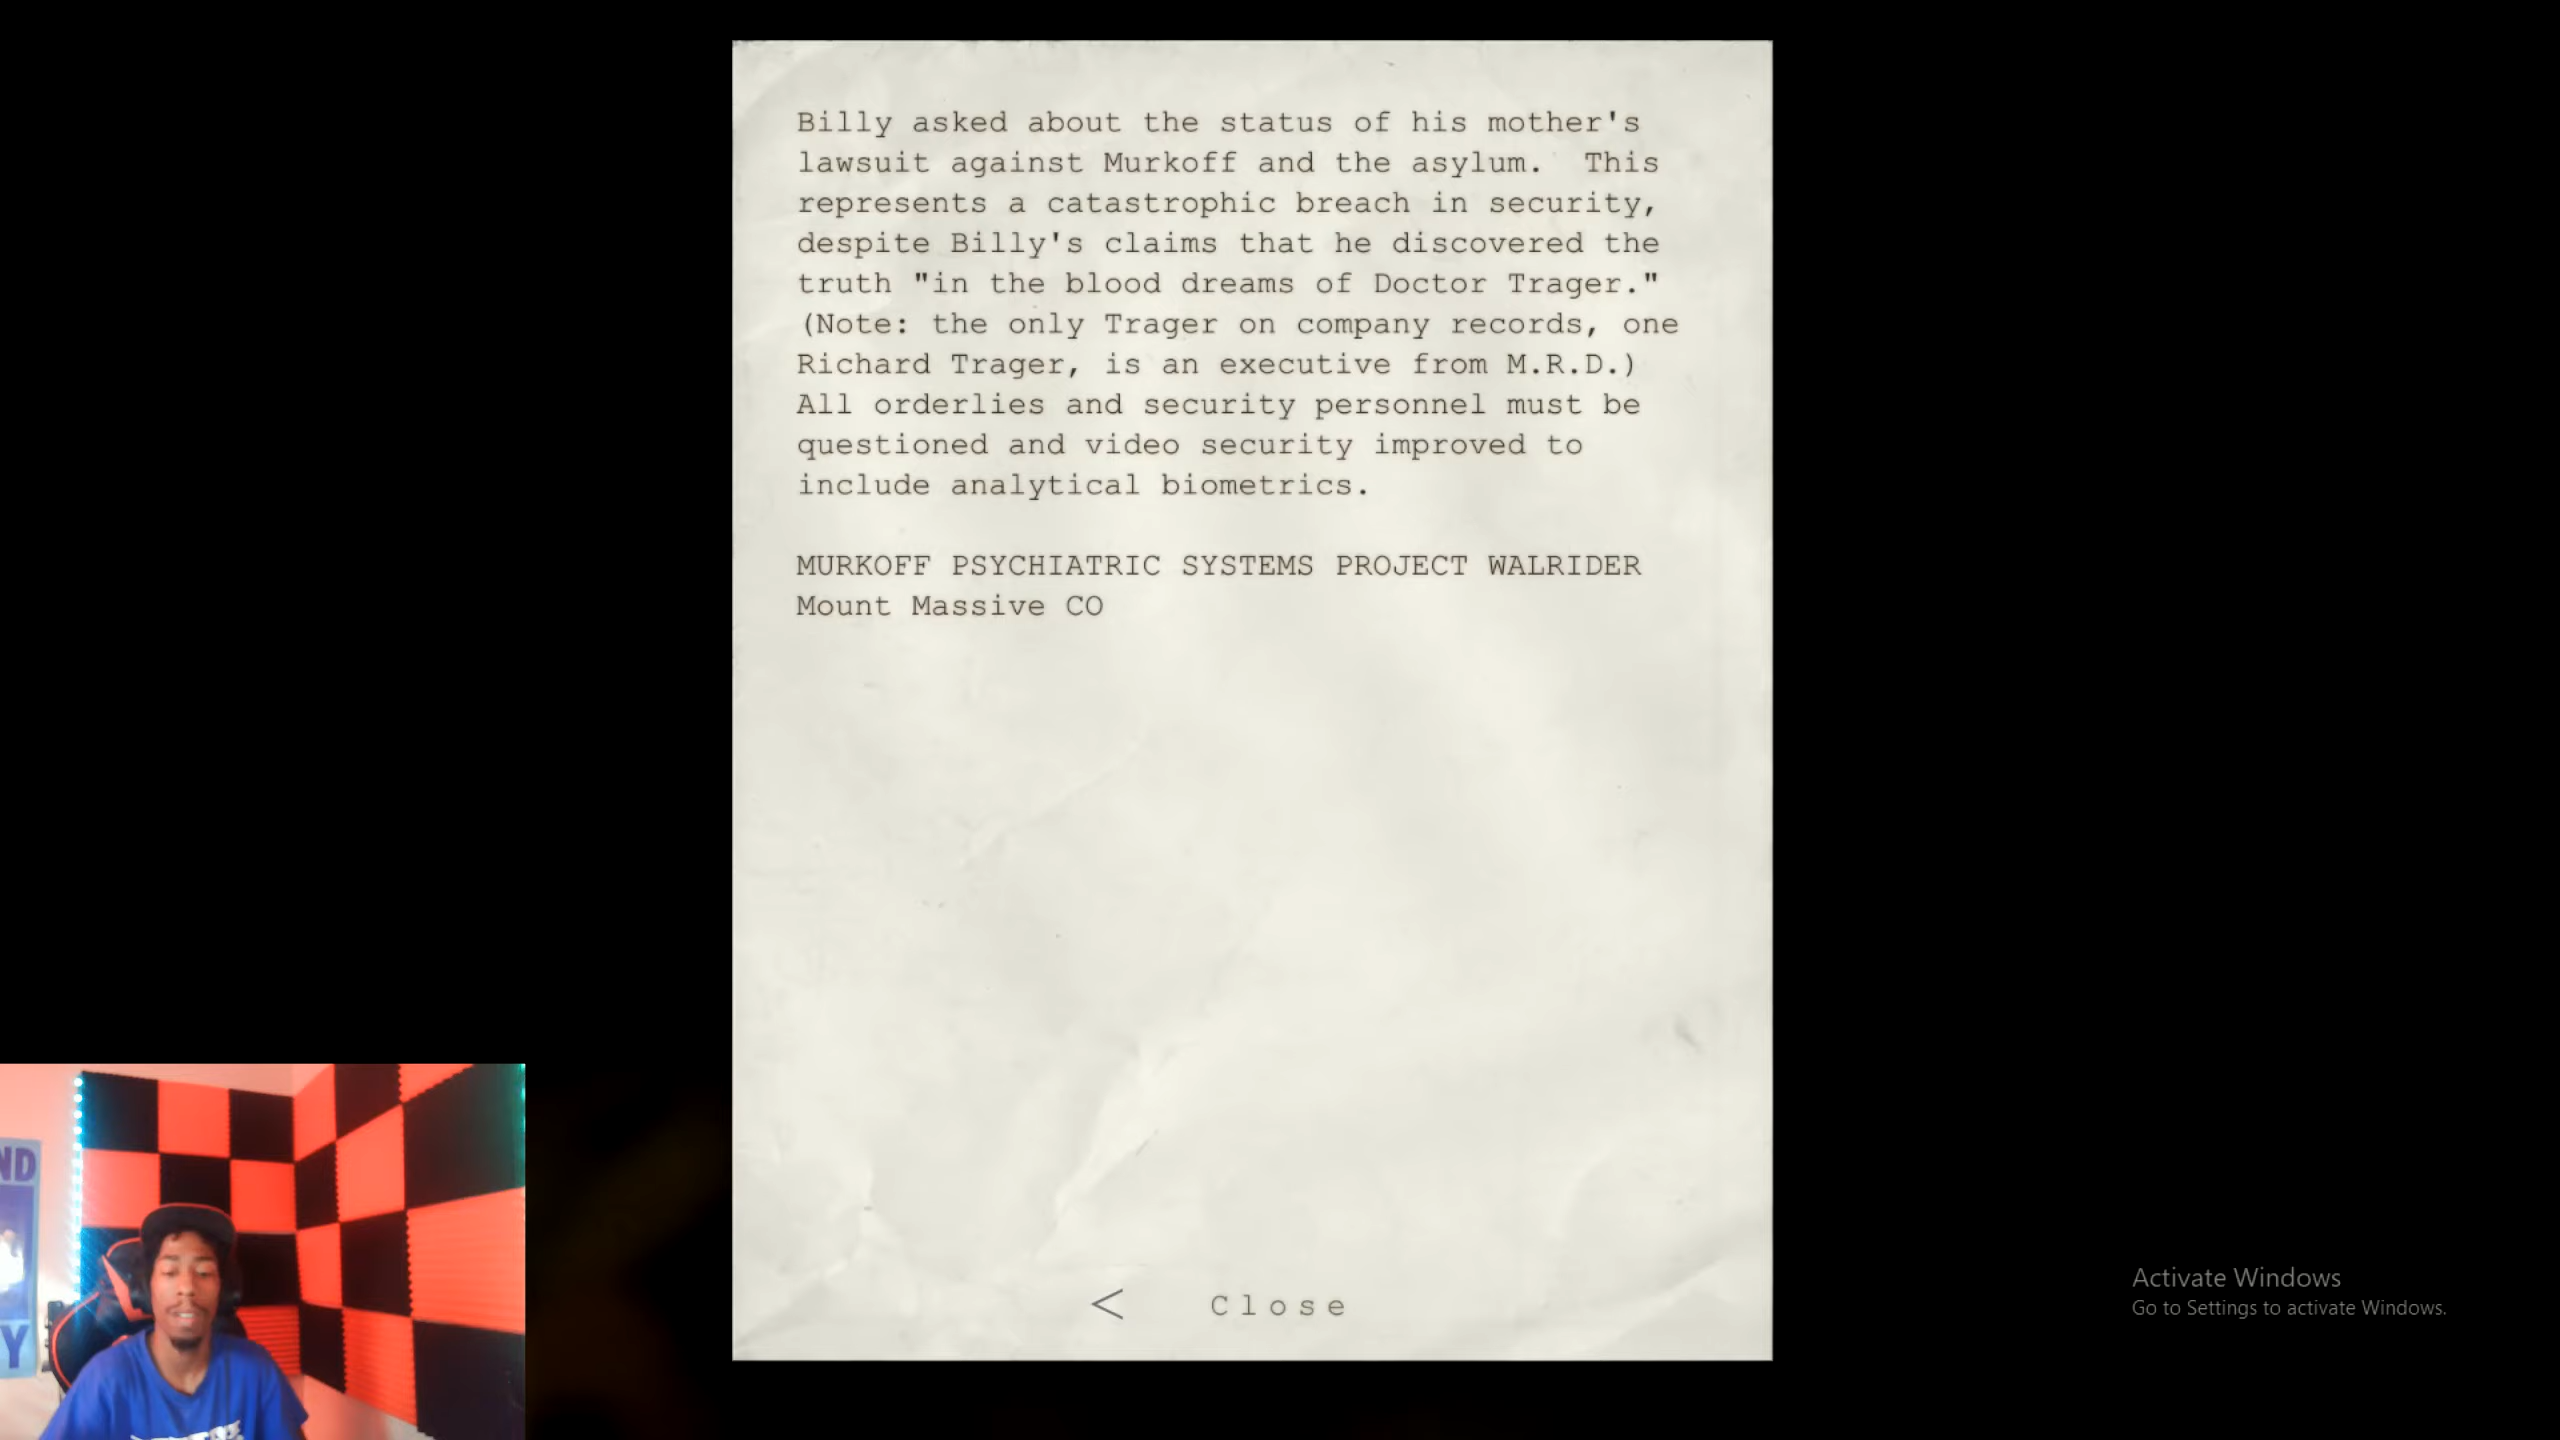 Billy asked about the status of his mother's
lawsuit against Murkoff and the asylum.  This
represents a catastrophic breach in security,
despite Billy's claims that he discovered the
truth "in the blood dreams of Doctor Trager."
(Note: the only Trager on company records, one
Richard Trager, is an executive from M.R.D.)
All orderlies and security personnel must be
questioned and video security improved to
include analytical biometrics.
MURKOFF PSYCHIATRIC SYSTEMS PROJECT WALRIDER
Mount Massive CO
< Close
Activate Windows
Go to Settings to activate Windows.
ND
Y